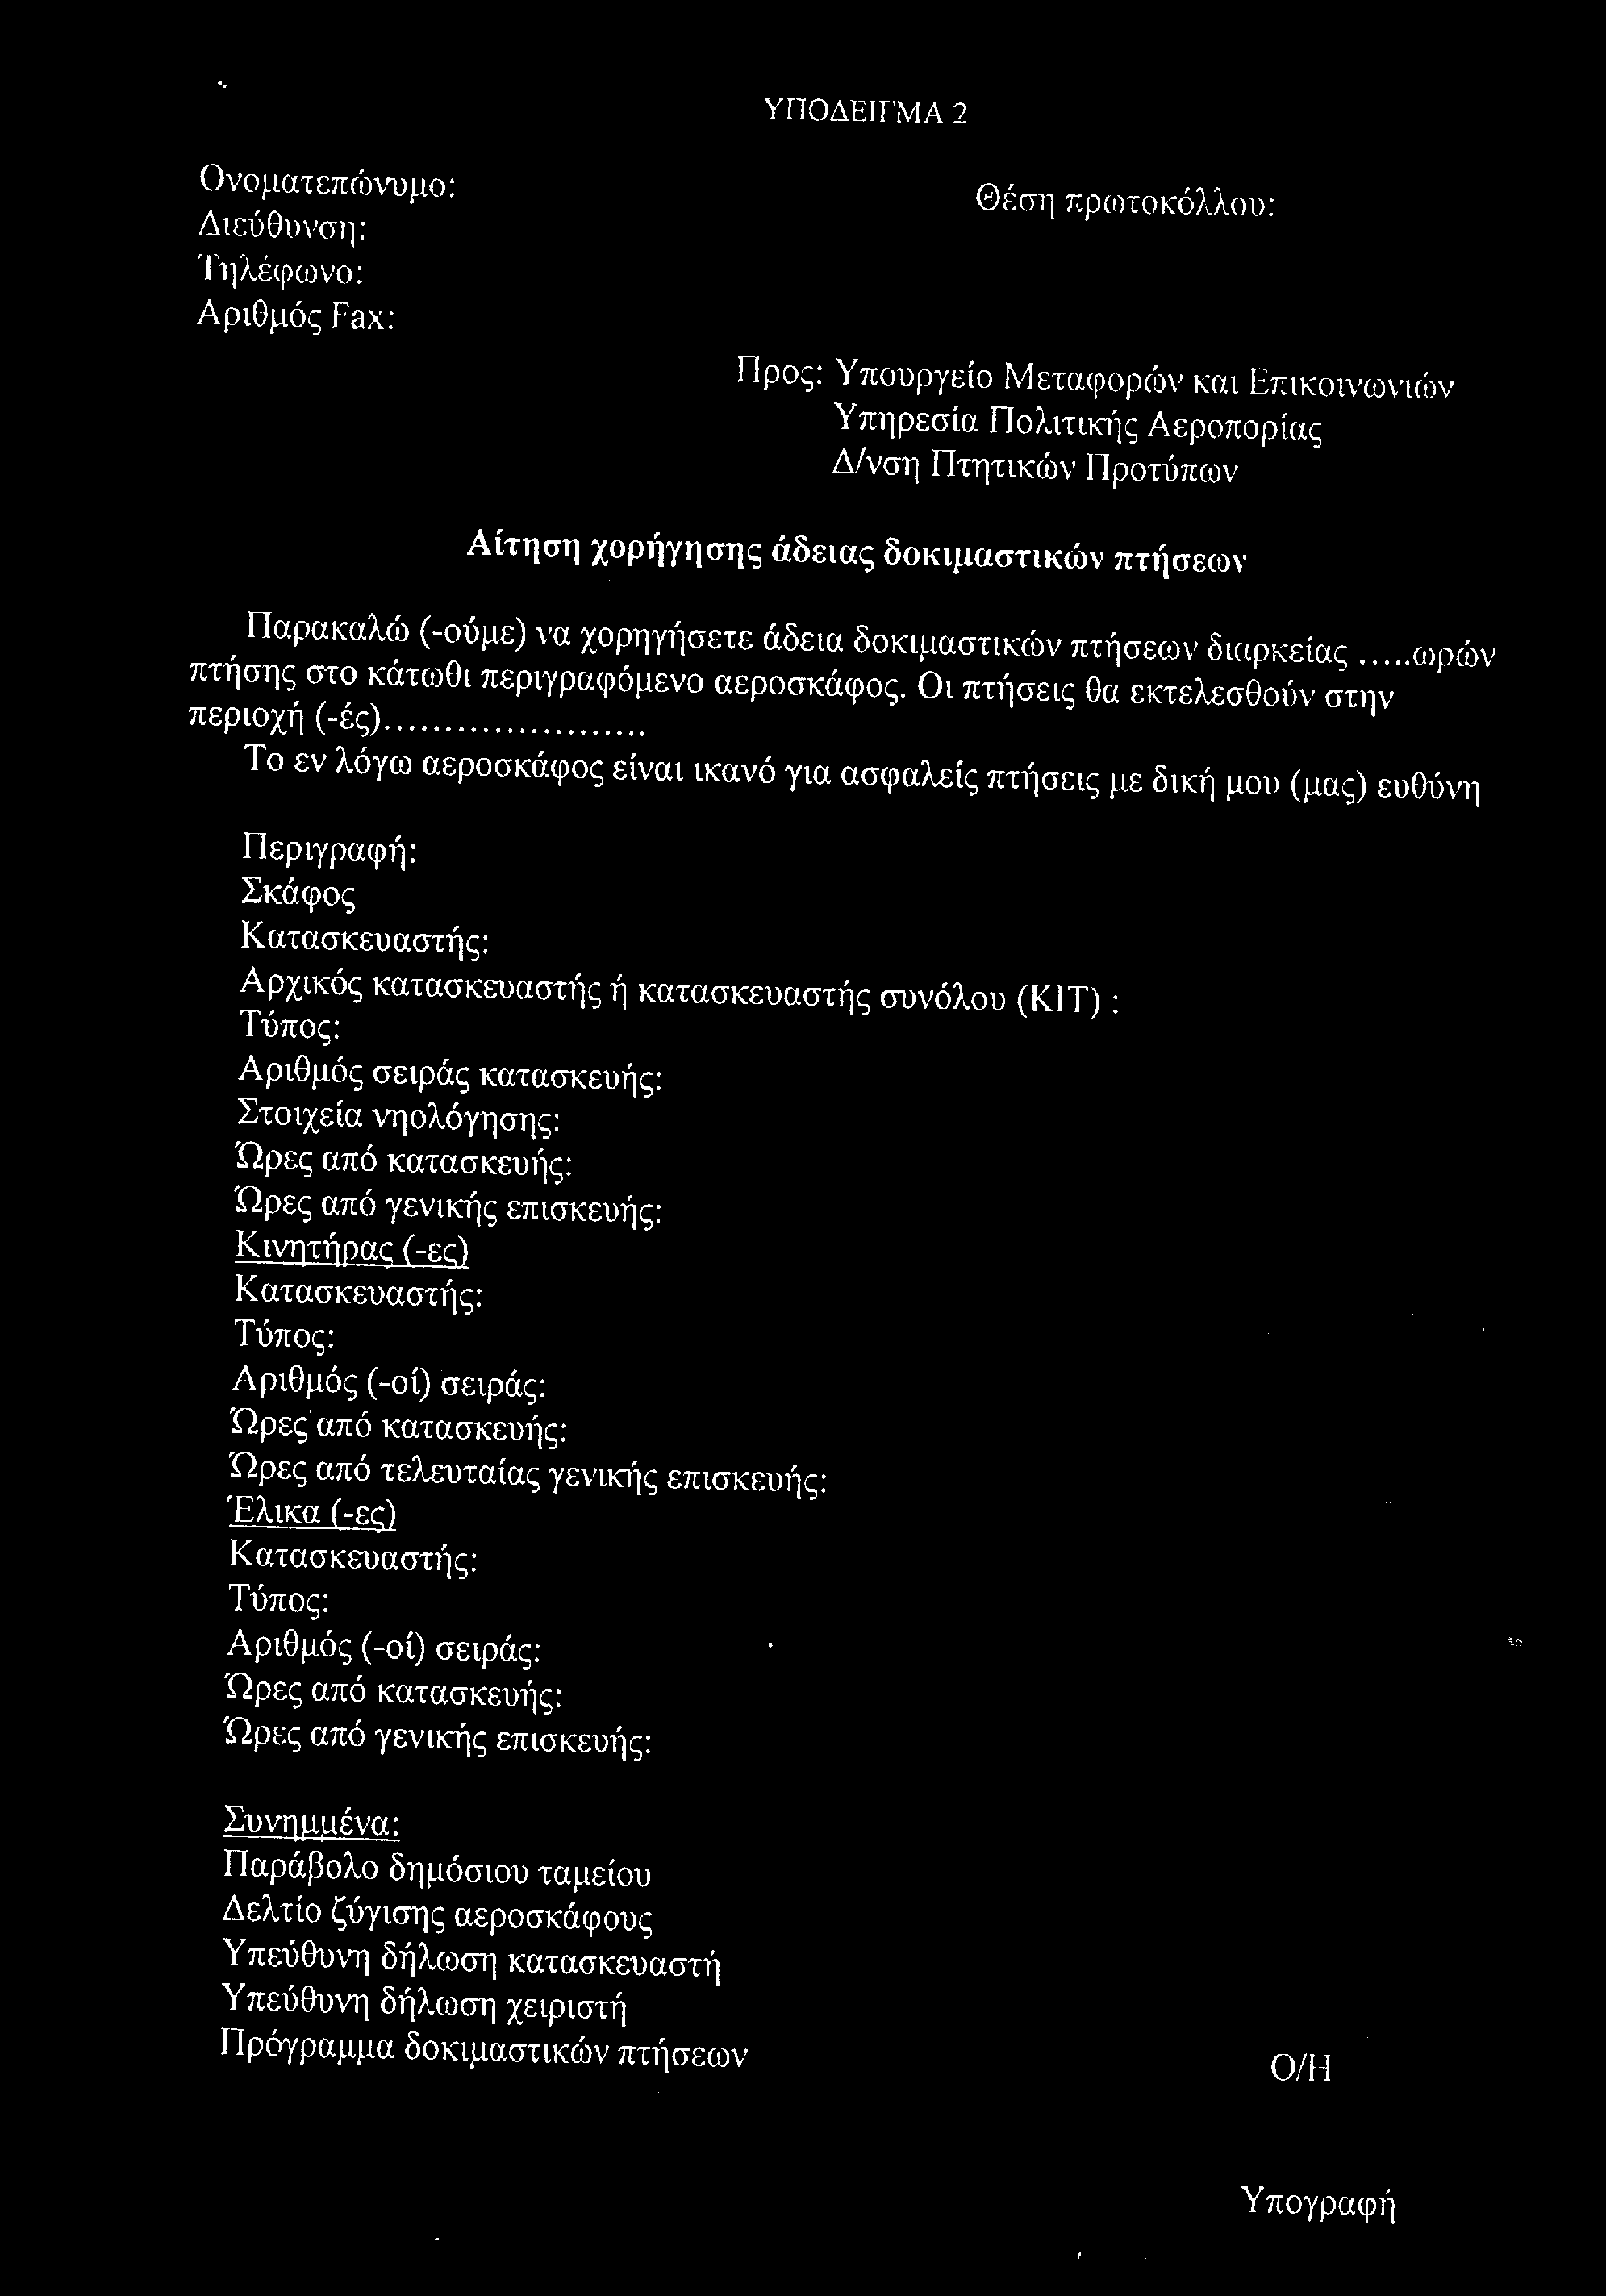 ΥΠΟΔΕΙΓΜΑ 2
Ονοματεπώνυμο:
Θέση πρωτοκόλλου:
Διεύθυνση:
Τηλέφωνο:
Αριθμός Fax:
Προς: Υπουργείο Μεταφορών και Επικοινωνιών
Υπηρεσία Πολιτικής Αεροπορίας
Δ/νση Πτητικών Προτύπων
Αίτηση χορήγησης άδειας δοκιμαστικών πτήσεων
Παρακαλώ (-ούμε) να χορηγήσετε άδεια δοκιμαστικών πτήσεων διαρκείας .....ωρών
πτήσης στο κάτωθι περιγραφόμενο αεροσκάφος. Οι πτήσεις θα εκτελεσθούν στην
περιοχή (-ές)......................
Το εν λόγω αεροσκάφος είναι ικανό για ασφαλείς πτήσεις με δική μου (μας) ευθύνη
Περιγραφή:
Σκάφος
Κατασκευαστής:
Αρχικός κατασκευαστής ή κατασκευαστής συνόλου (ΚΙΤ) :
Τύπος:
Αριθμός σειράς κατασκευής:
Στοιχεία νηολόγησης:
Ώρες από κατασκευής:
Ώρες από γενικής επισκευής:
Κινητήρας (-ες)
Κατασκευαστής:
Τύπος:
Αριθμός (-οί) σειράς:
Ώρες από κατασκευής:
Ώρες από τελευταίας γενικής επισκευής:
Έλικα (-ες)
Κατασκευαστής:
Τύπος:
Αριθμός (-οί) σειράς:
Ώρες από κατασκευής:
Ώρες από γενικής επισκευής:
Συνημμένα:
Παράβολο δημόσιου ταμείου
Δελτίο ζύγισης αεροσκάφους
Υπεύθυνη δήλωση κατασκευαστή
Υπεύθυνη δήλωση χειριστή
Πρόγραμμα δοκιμαστικών πτήσεων
Ο/Η
Υπογραφή